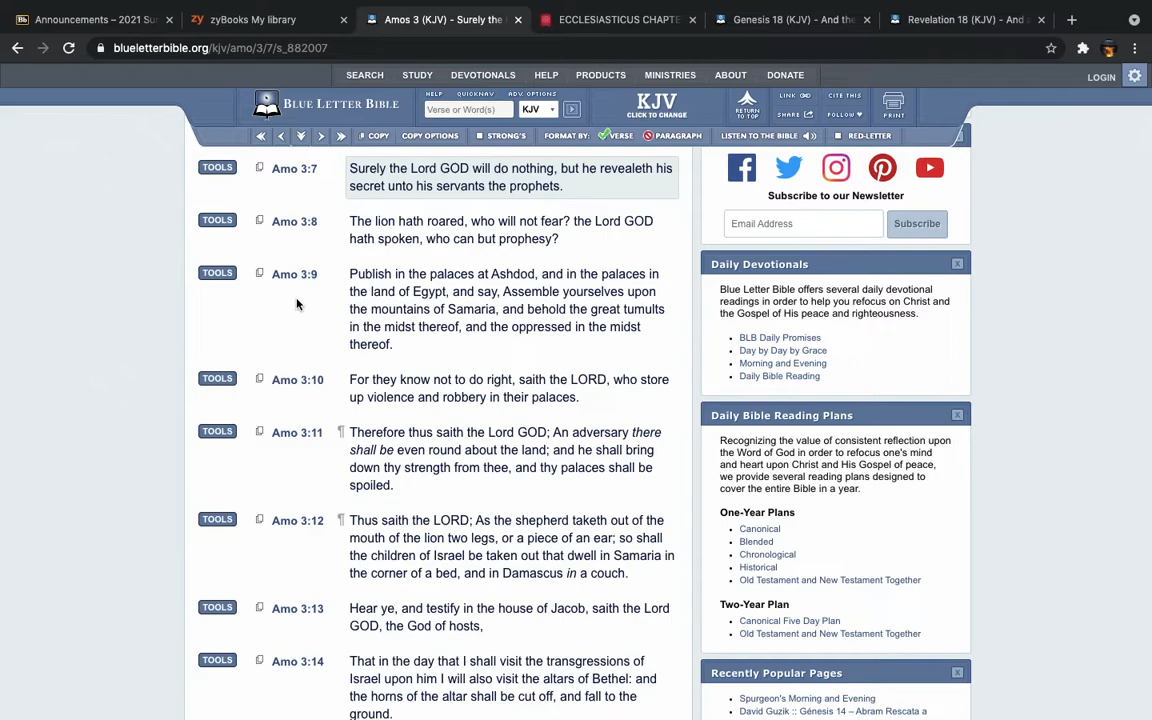 Announcements – 2021 Su
zyBooks My library
Amos 3 (KJV) - Surely the
ECCLESIASTICUS CHAPTE
Genesis 18 (KJV) - And the
Revelation 18 (KJV) - And
blueletterbible.org/kjv/amo/3/7/s_882007
SEARCH STUDY DEVOTIONALS HELP PRODUCTS MINISTRIES ABOUT DONATE
LOGIN
BLUE LETTER BIBLE
HELP QUICKNAV ADV. OPTIONS
Verse or Word(s) KJV
KJV
CLICK TO CHANGE
RETURN
TO TOP
LINK
SHARE
CITE THIS
FOLLOW
PRINT
COPY COPY OPTIONS STRONG'S FORMAT BY: VERSE PARAGRAPH LISTEN TO THE BIBLE RED-LETTER
TOOLS Amo 3:7 Surely the Lord GOD will do nothing, but he revealeth his
secret unto his servants the prophets.
TOOLS Amo 3:8 The lion hath roared, who will not fear? the Lord GOD
hath spoken, who can but prophesy?
TOOLS Amo 3:9 Publish in the palaces at Ashdod, and in the palaces in
the land of Egypt, and say, Assemble yourselves upon
the mountains of Samaria, and behold the great tumults
in the midst thereof, and the oppressed in the midst
thereof.
TOOLS Amo 3:10 For they know not to do right, saith the LORD, who store
up violence and robbery in their palaces.
TOOLS Amo 3:11 ¶ Therefore thus saith the Lord GOD; An adversary there
shall be even round about the land; and he shall bring
down thy strength from thee, and thy palaces shall be
spoiled.
TOOLS Amo 3:12 ¶ Thus saith the LORD; As the shepherd taketh out of the
mouth of the lion two legs, or a piece of an ear; so shall
the children of Israel be taken out that dwell in Samaria in
the corner of a bed, and in Damascus in a couch.
TOOLS Amo 3:13 Hear ye, and testify in the house of Jacob, saith the Lord
GOD, the God of hosts,
TOOLS Amo 3:14 That in the day that I shall visit the transgressions of
Israel upon him I will also visit the altars of Bethel: and
the horns of the altar shall be cut off, and fall to the
ground.
Subscribe to our Newsletter
Email Address Subscribe
Daily Devotionals
Blue Letter Bible offers several daily devotional
readings in order to help you refocus on Christ and
the Gospel of His peace and righteousness.
BLB Daily Promises
Day by Day by Grace
Morning and Evening
Daily Bible Reading
Daily Bible Reading Plans
Recognizing the value of consistent reflection upon
the Word of God in order to refocus one's mind
and heart upon Christ and His Gospel of peace,
we provide several reading plans designed to
cover the entire Bible in a year.
One-Year Plans
Canonical
Blended
Chronological
Historical
Old Testament and New Testament Together
Two-Year Plan
Canonical Five Day Plan
Old Testament and New Testament Together
Recently Popular Pages
Spurgeon's Morning and Evening
David Guzik :: Génesis 14 – Abram Rescata a